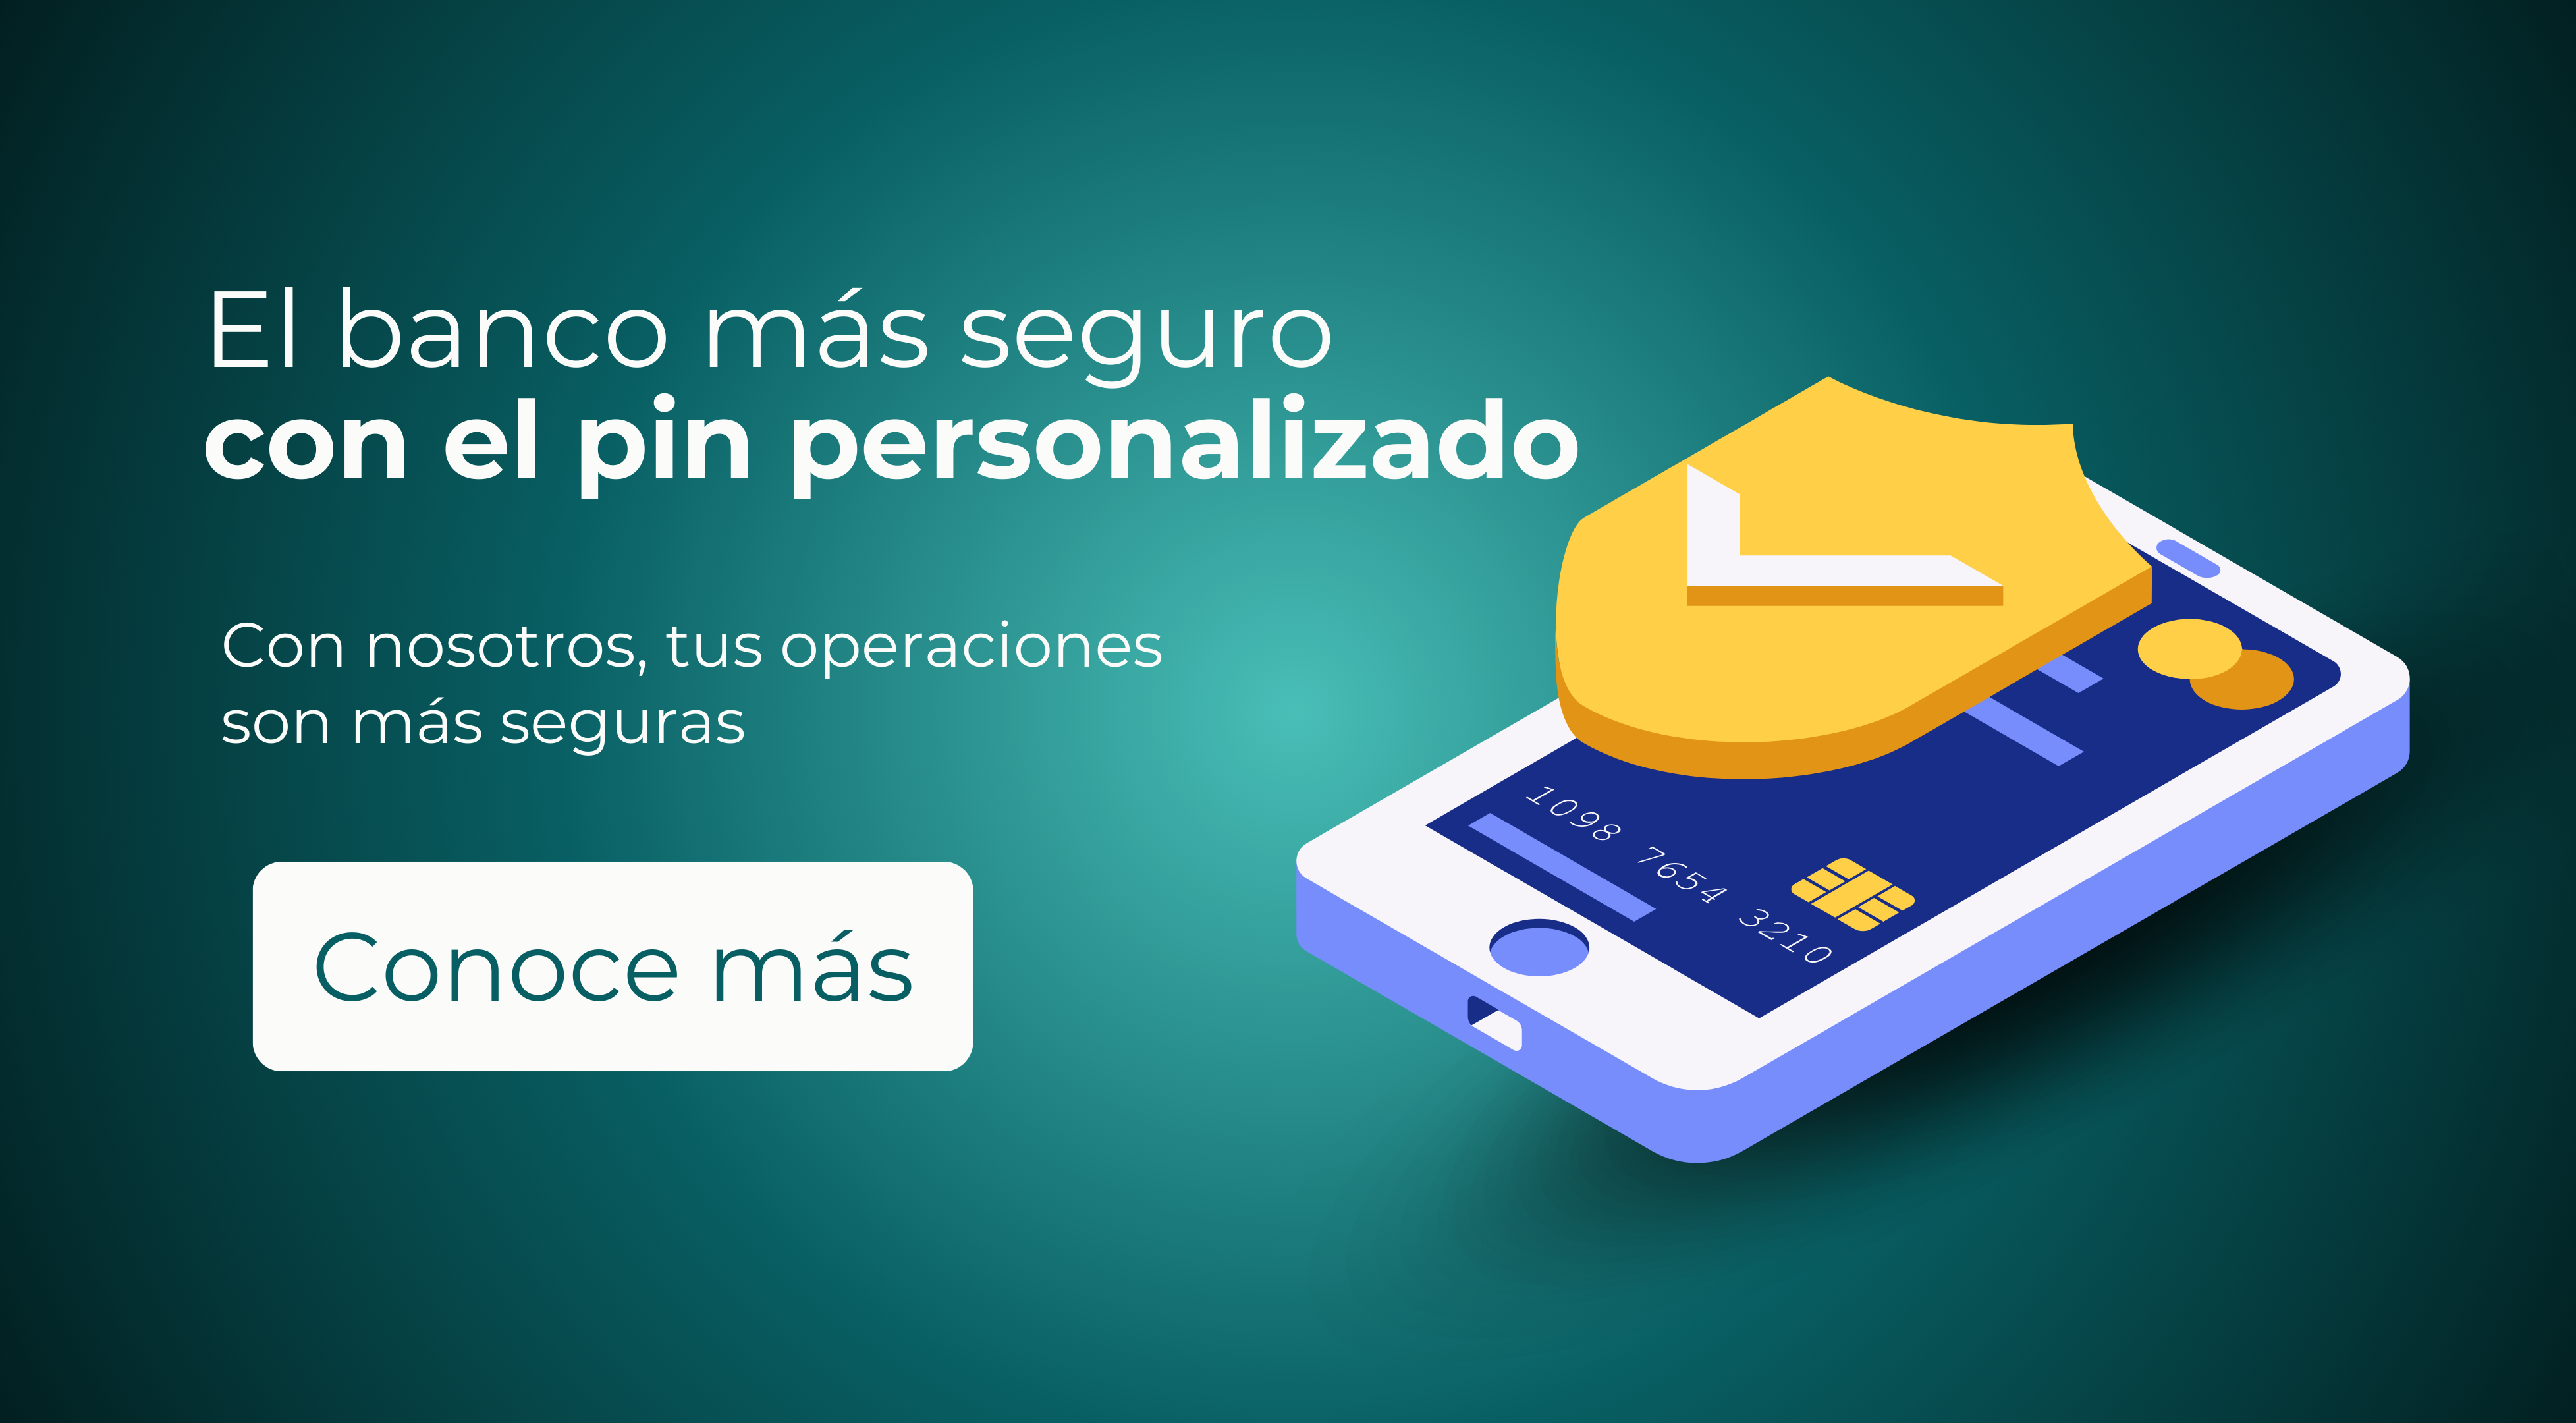 El banco más seguro
con el pin personalizado
Con nosotros, tus operaciones
son más seguras
Conoce más
1098 7654 3210